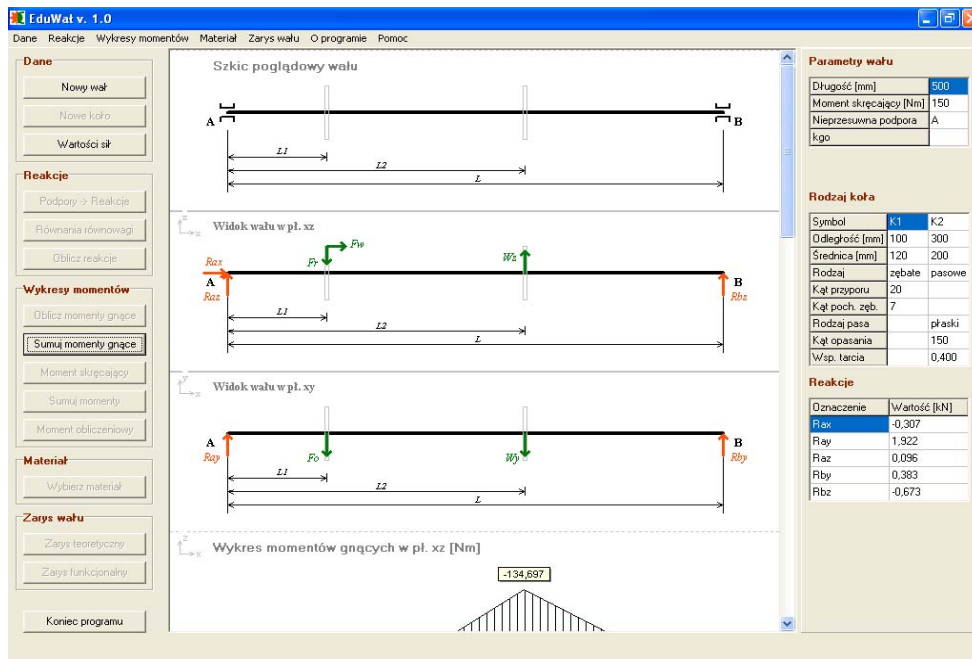 EduWał v. 1.0
Dane Reakcje Wykresy momentów Materiał Zarys wału O programie Pomoc
Dane
Nowy wał
Nowe koło
Wartości sił
Reakcje
Podpory -> Reakcje
Równania równowagi
Oblicz reakcje
Wykresy momentów
Oblicz momenty gnące
Sumuj momenty gnące
Moment skręcający
Sumuj momenty
Moment obliczeniowy
Materiał
Wybierz materiał
Zarys wału
Zarys teoretyczny
Zarys funkcjonalny
Koniec programu
Szkic poglądowy wału
A B
L1
L2
L
z
x
Widok wału w pł. xz
Fw
Rax Fr Wz
A B
Raz Rbz
L1
L2
L
y
x
Widok wału w pł. xy
A B
Ray Fo Wy Rby
L1
L2
L
z
x
Wykres momentów gnących w pł. xz [Nm]
-134,697
Parametry wału
Długość [mm] 500
Moment skręcający [Nm] 150
Nieprzesuwna podpora A
kgo
Rodzaj koła
Symbol K1 K2
Odległość [mm] 100 300
Średnica [mm] 120 200
Rodzaj zębate pasowe
Kąt przyporu 20
Kąt poch. zęb. 7
Rodzaj pasa płaski
Kąt opasania 150
Wsp. tarcia 0,400
Reakcje
Oznaczenie Wartość [kN]
Rax -0,307
Ray 1,922
Raz 0,096
Rby 0,383
Rbz -0,673